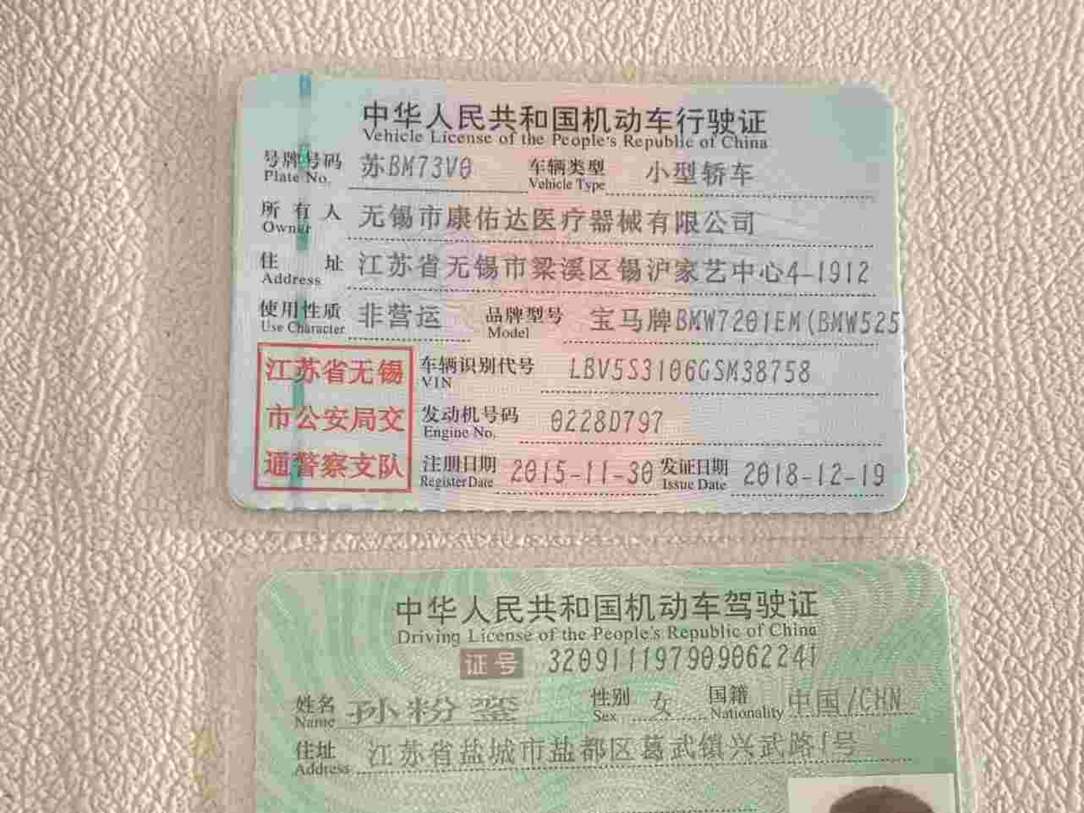 中华人民共和国机动车行驶证
Vehicle License of the People's Republic of China
号牌号码 苏BM73V0 车辆类型 小型轿车
Plate No. Vehicle Type
所有人 无锡市康佑达医疗器械有限公司
Owner
住址 江苏省无锡市梁溪区锡沪家艺中心4-1912
Address
使用性质 非营运 品牌型号 宝马牌BMW7201EM(BMW525
Use Character Model
江苏省无锡 车辆识别代号 LBV5S3106GSM38758
VIN
市公安局交 发动机号码 0228D797
Engine No.
通警察支队 注册日期 2015-11-30 发证日期 2018-12-19
Register Date Issue Date
中华人民共和国机动车驾驶证
Driving License of the People's Republic of China
证号 320911197909062241
姓名 孙粉 性别 女 国籍 中国/CHN
Name Sex Nationality
住址 江苏省盐城市盐都区葛武镇兴武路1号
Address